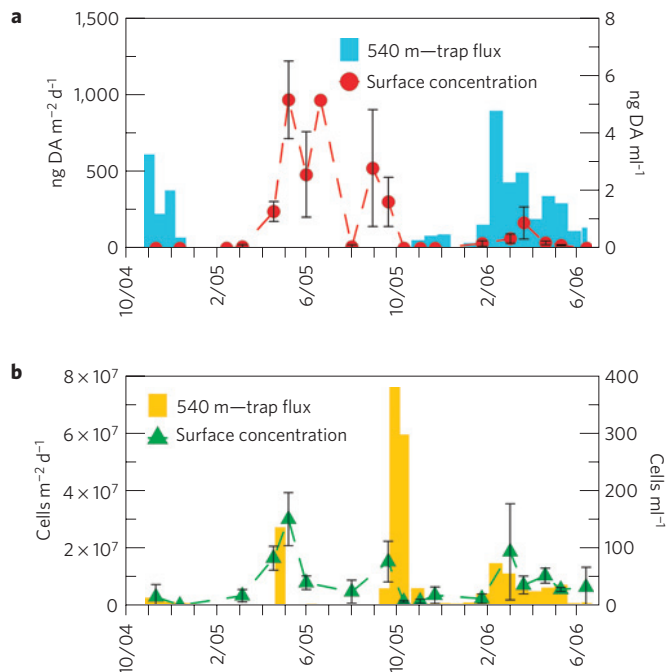 a
1,500
1,000
500
0
ng DA m⁻² d⁻¹
540 m—trap flux
Surface concentration
8
6
4
2
0
ng DA ml⁻¹
10/04
2/05
6/05
10/05
2/06
6/06
b
8 × 10⁷
6 × 10⁷
4 × 10⁷
2 × 10⁷
0
Cells m⁻² d⁻¹
540 m—trap flux
Surface concentration
400
300
200
100
0
Cells ml⁻¹
10/04
2/05
6/05
10/05
2/06
6/06